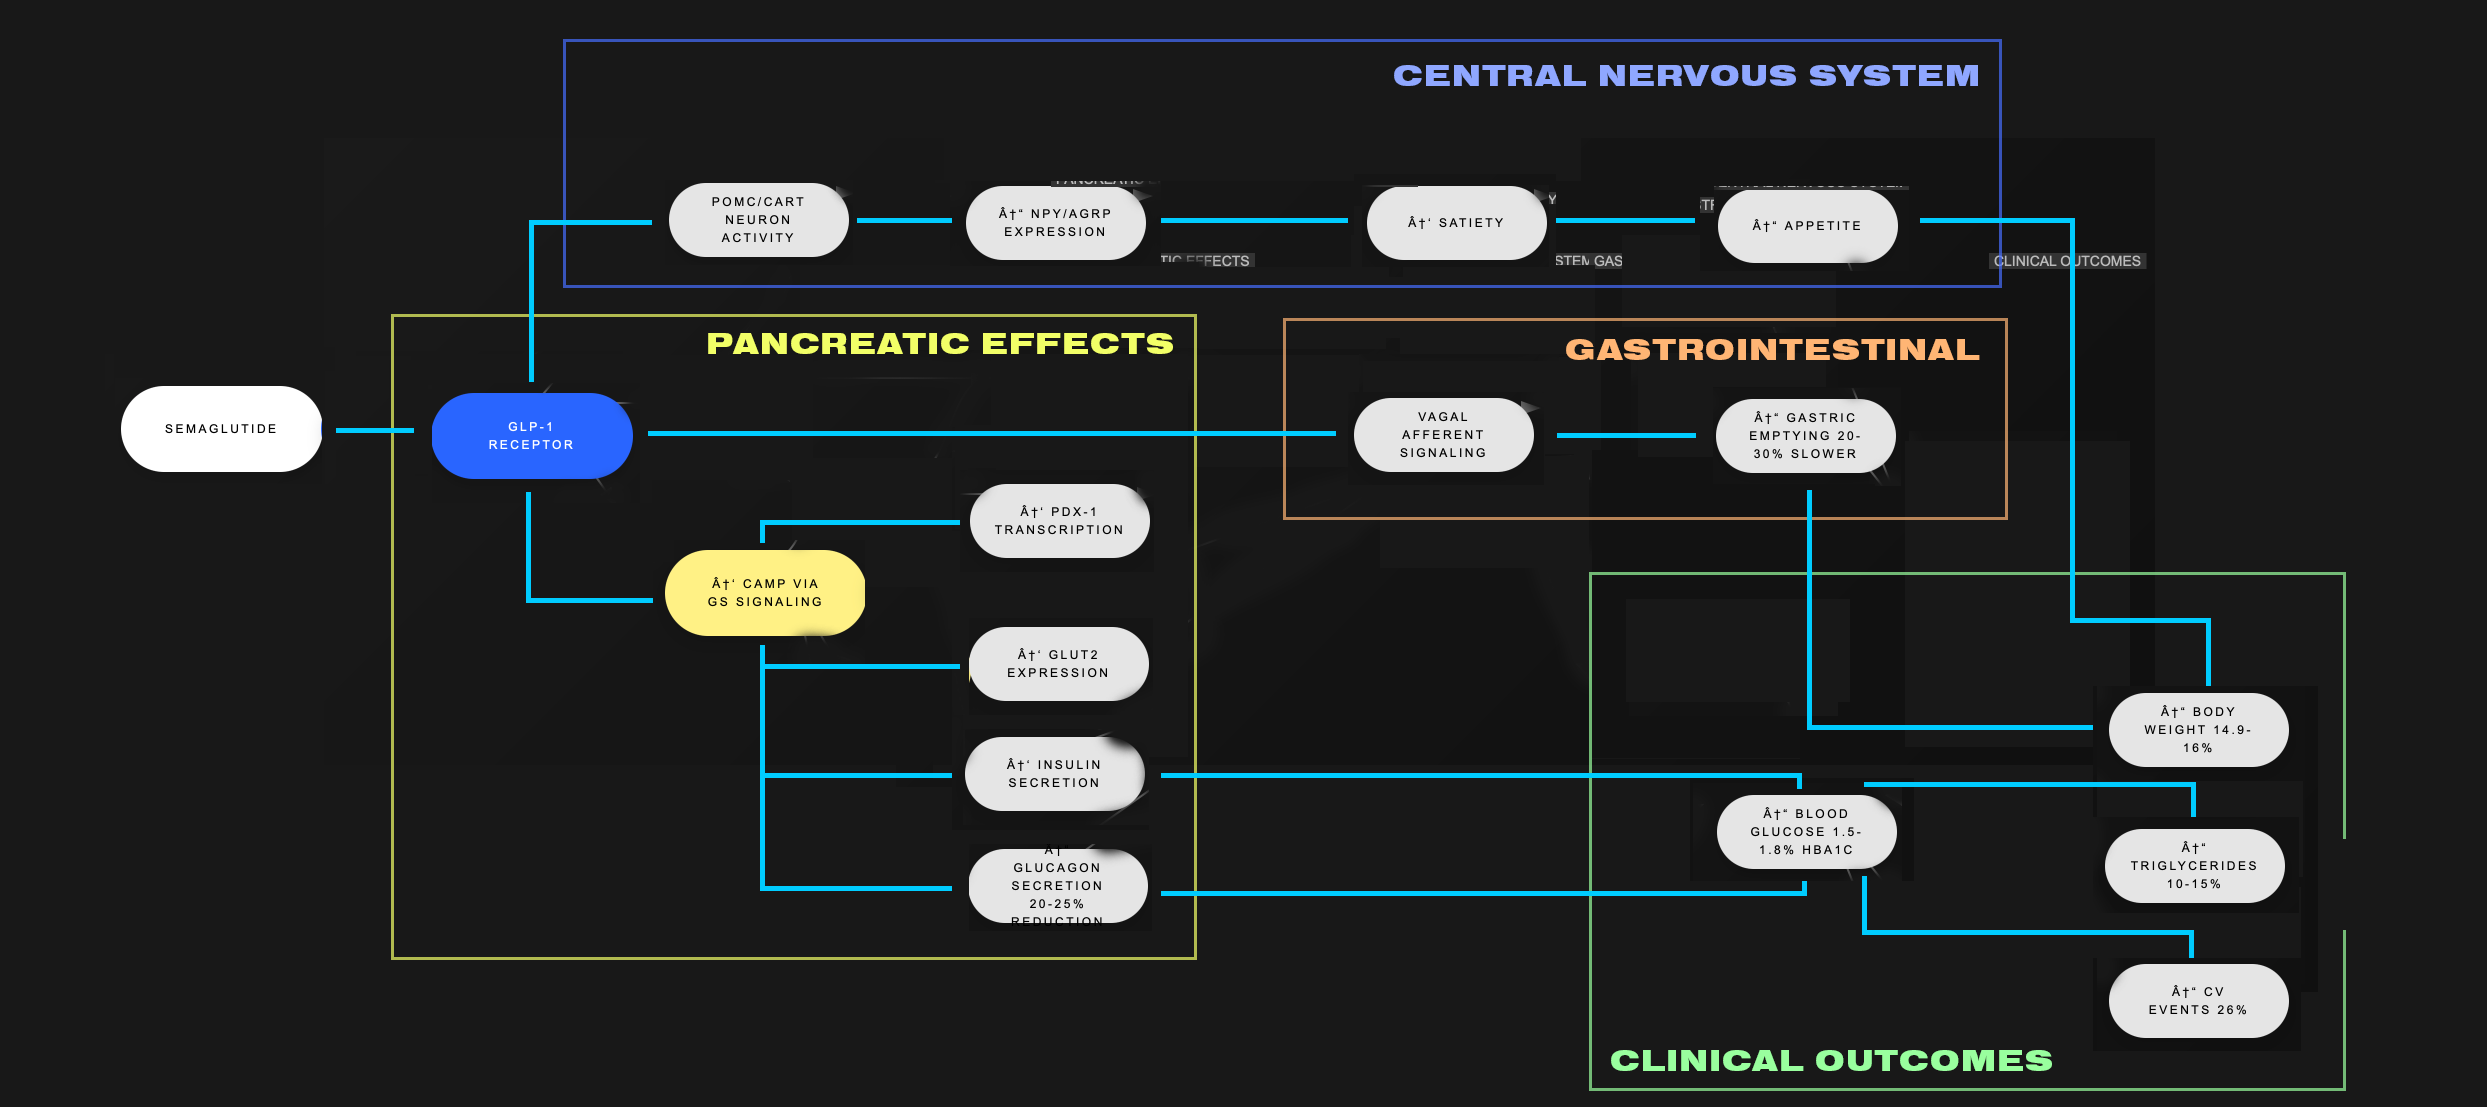 CENTRAL NERVOUS SYSTEM
POMC/CART
NEURON
ACTIVITY
†“ NPY/AGRP
EXPRESSION
†‘ SATIETY
†“ APPETITE
EFFECTS
GAS
CLINICAL OUTCOMES
PANCREATIC EFFECTS
GASTROINTESTINAL
SEMAGLUTIDE
GLP-1
RECEPTOR
VAGAL
AFFERENT
SIGNALING
†“ GASTRIC
EMPTYING 20-
30% SLOWER
†‘ PDX-1
TRANSCRIPTION
†‘ CAMP VIA
GS SIGNALING
†‘ GLUT2
EXPRESSION
†‘ INSULIN
SECRETION
†“
GLUCAGON
SECRETION
20-25%
REDUCTION
†“ BODY
WEIGHT 14.9-
16%
†“ BLOOD
GLUCOSE 1.5-
1.8% HBA1C
†“
TRIGLYCERIDES
10-15%
†“ CV
EVENTS 26%
CLINICAL OUTCOMES